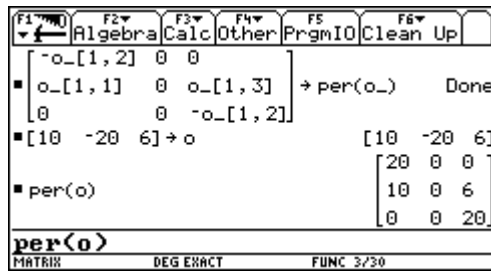 F1 F2 F3 F4 F5 F6
Algebra Calc Other PrgmIO Clean Up
[-o_[1,2] 0 0
▪ o_[1,1] 0 o_[1,3] → per(o_) Done
0 0 -o_[1,2]]
▪ [10 -20 6] → o [10 -20 6]
[20 0 0
▪ per(o) 10 0 6
0 0 20]
per(o)
MATRIX DEG EXACT FUNC 3/30